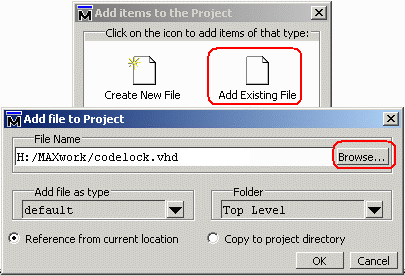 Add items to the Project
Click on the icon to add items of that type:
Create New File
Add Existing File
Add file to Project
File Name
H:/MAXwork/codelock.vhd
Browse...
Add file as type
Folder
default
Top Level
Reference from current location
Copy to project directory
OK
Cancel